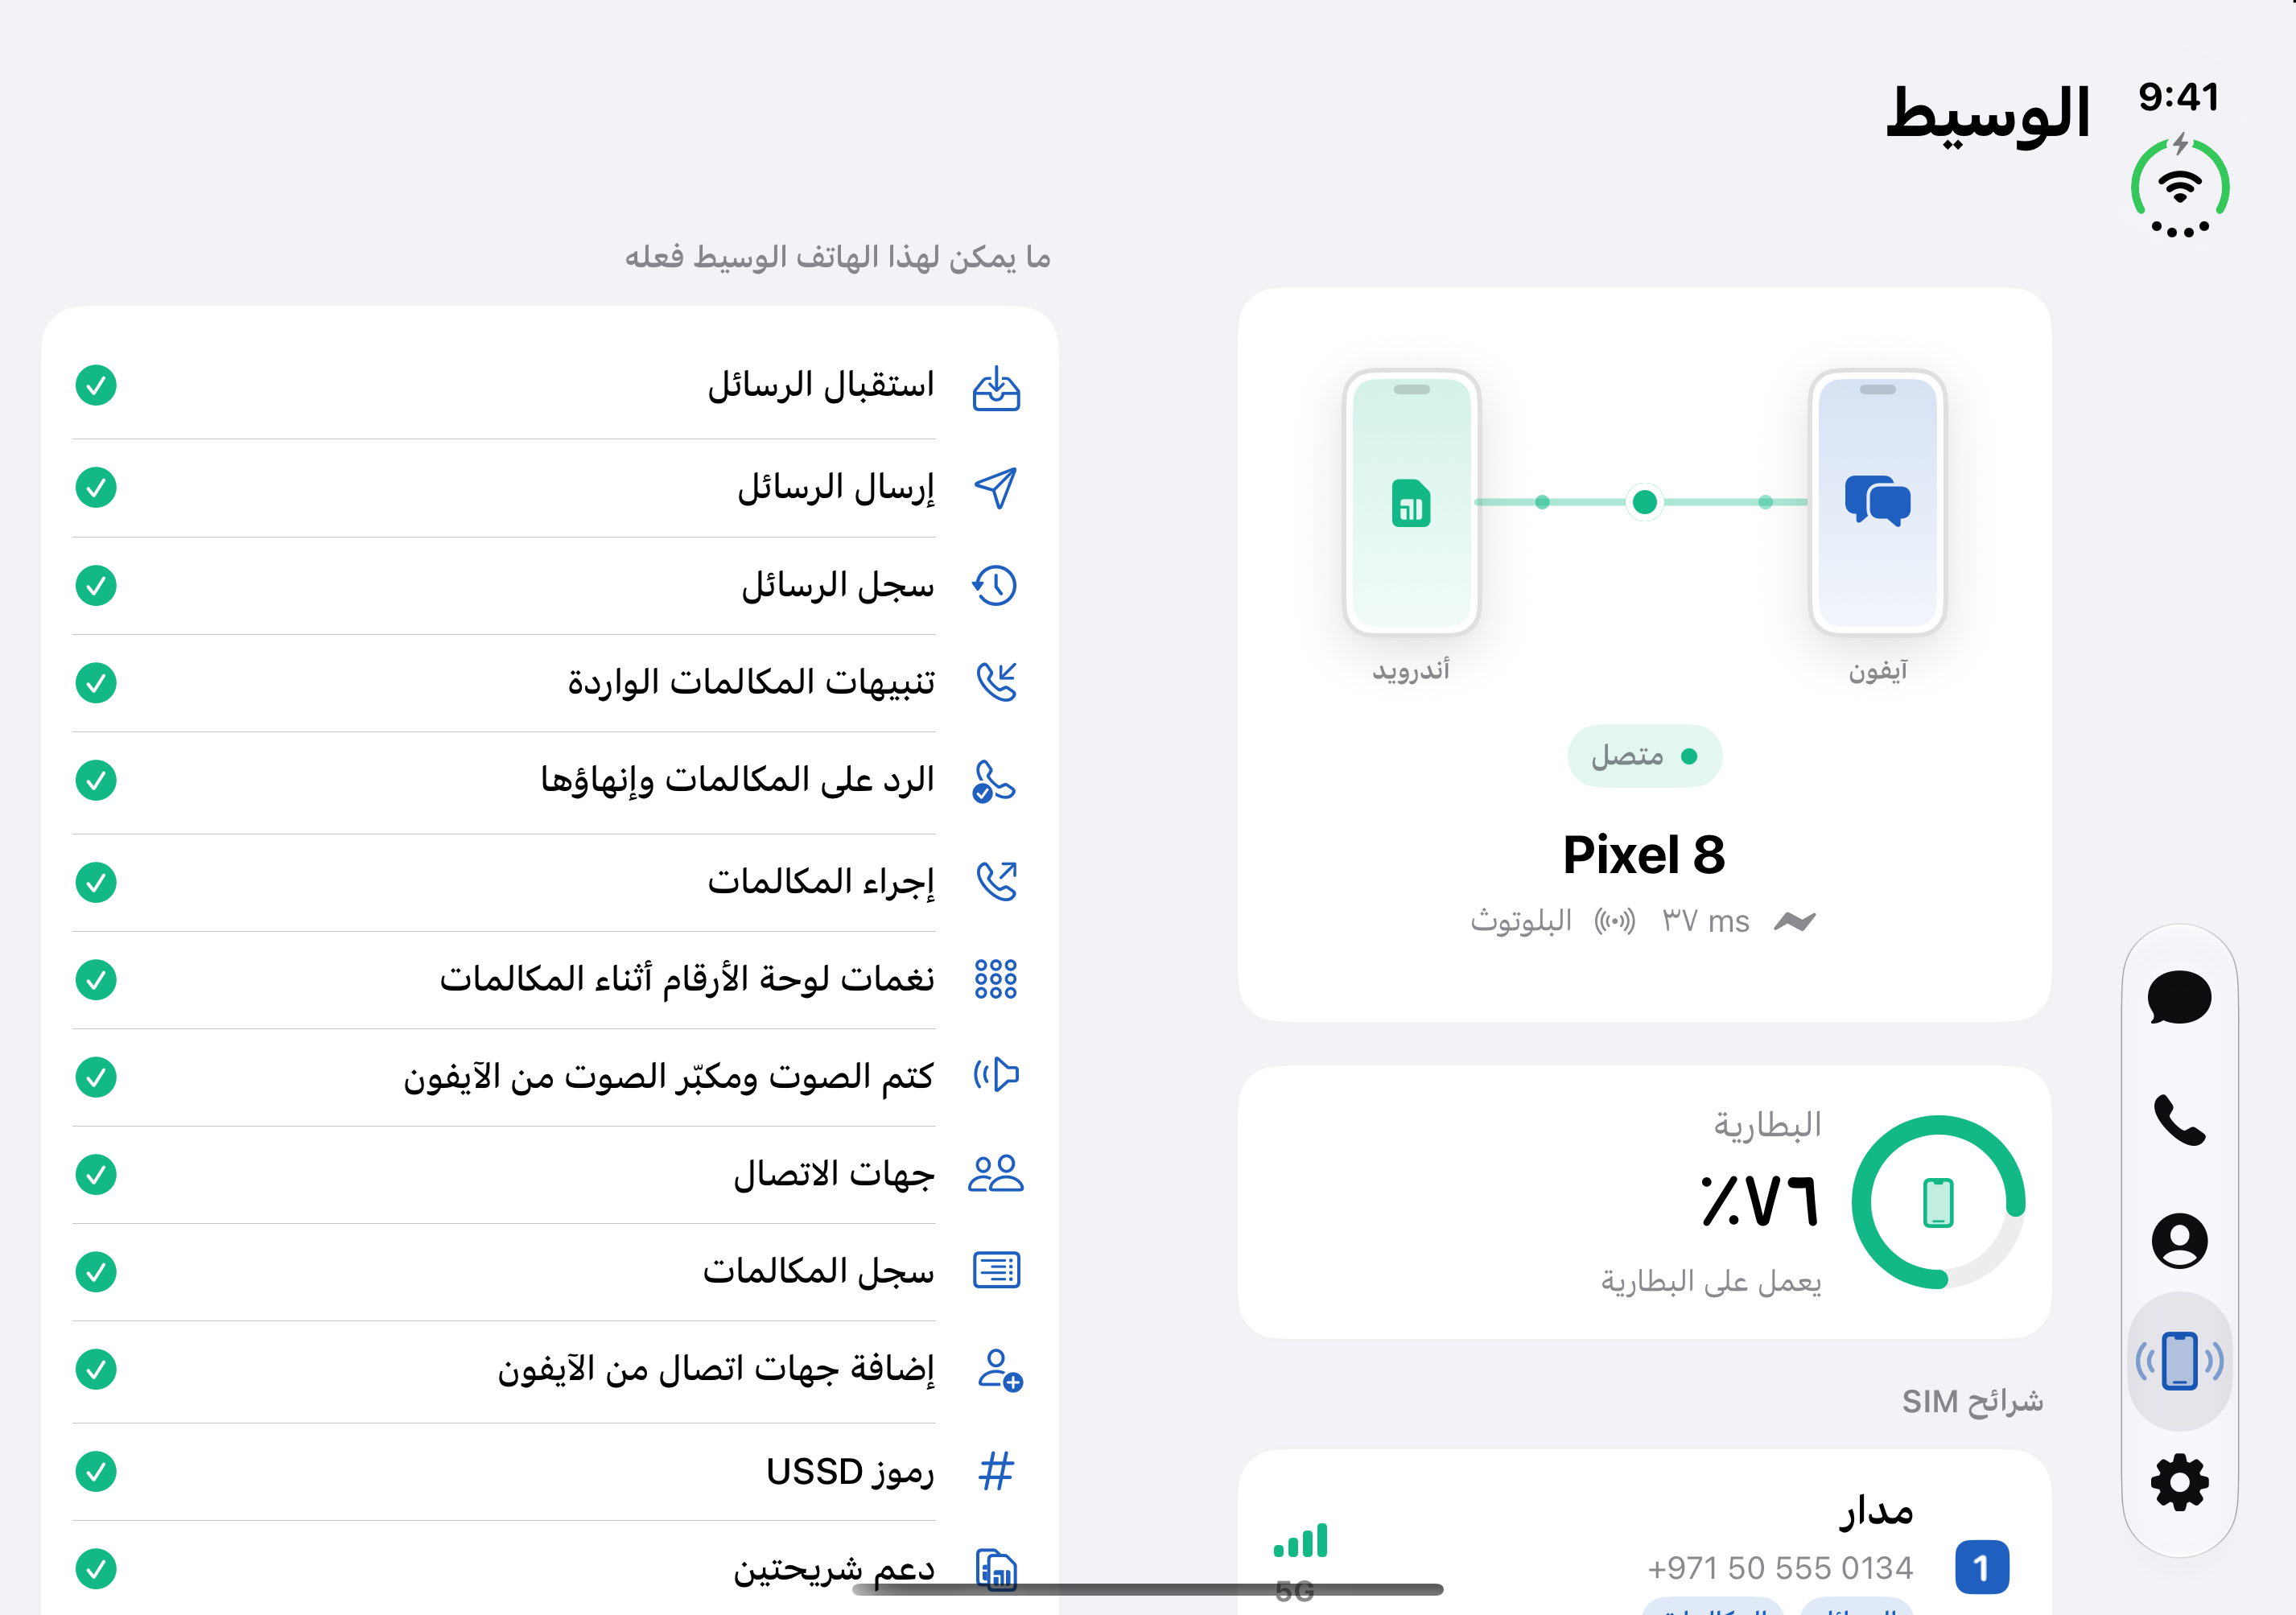 9:41
الوسيط
آيفون
أندرويد
متصل
Pixel 8
٣٧ ms
البلوتوث
البطارية
٧٦٪
يعمل على البطارية
شرائح SIM
1
مدار
+971 50 555 0134
5G
ما يمكن لهذا الهاتف الوسيط فعله
استقبال الرسائل
إرسال الرسائل
سجل الرسائل
تنبيهات المكالمات الواردة
الرد على المكالمات وإنهاؤها
إجراء المكالمات
نغمات لوحة الأرقام أثناء المكالمات
كتم الصوت ومكبّر الصوت من الآيفون
جهات الاتصال
سجل المكالمات
إضافة جهات اتصال من الآيفون
رموز USSD
دعم شريحتين